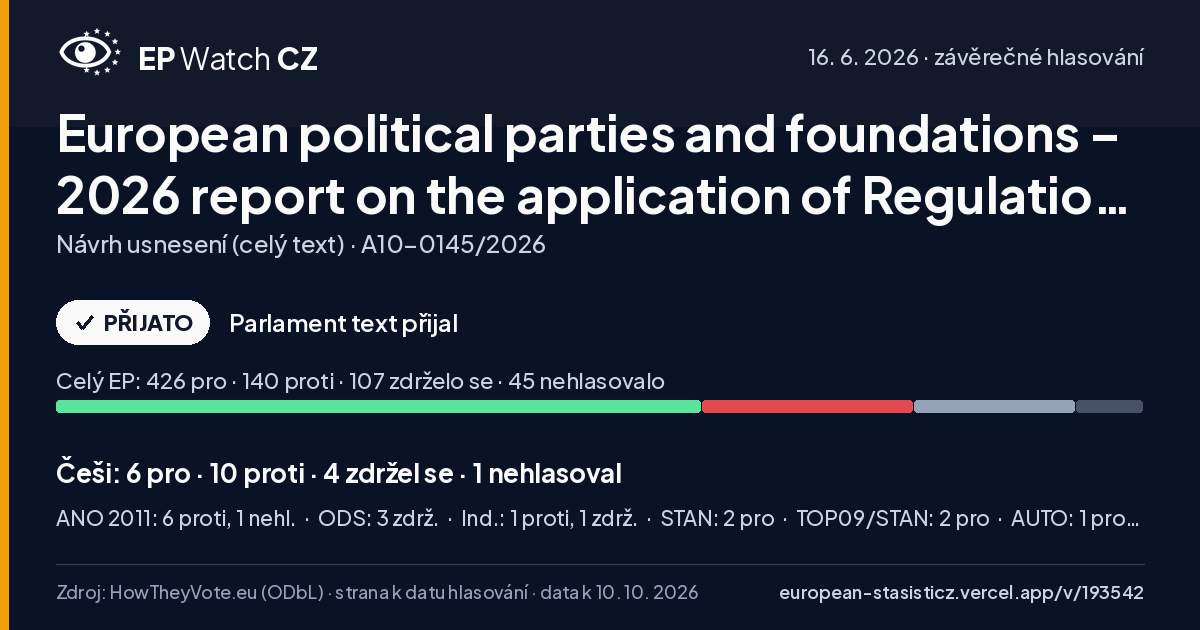 EP Watch CZ
16. 6. 2026 · závěrečné hlasování
European political parties and foundations –
2026 report on the application of Regulatio…
Návrh usnesení (celý text) · A10-0145/2026
✓ PŘIJATO
Parlament text přijal
Celý EP: 426 pro · 140 proti · 107 zdrželo se · 45 nehlasovalo
Češi: 6 pro · 10 proti · 4 zdržel se · 1 nehlasoval
ANO 2011: 6 proti, 1 nehl. · ODS: 3 zdrž. · Ind.: 1 proti, 1 zdrž. · STAN: 2 pro · TOP09/STAN: 2 pro · AUTO: 1 pro…
Zdroj: HowTheyVote.eu (ODbL) · strana k datu hlasování · data k 10. 10. 2026
european-stasisticz.vercel.app/v/193542